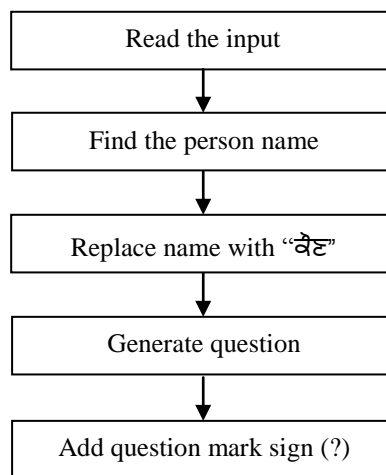 Read the input
Find the person name
Replace name with “ਕੌਣ”
Generate question
Add question mark sign (?)